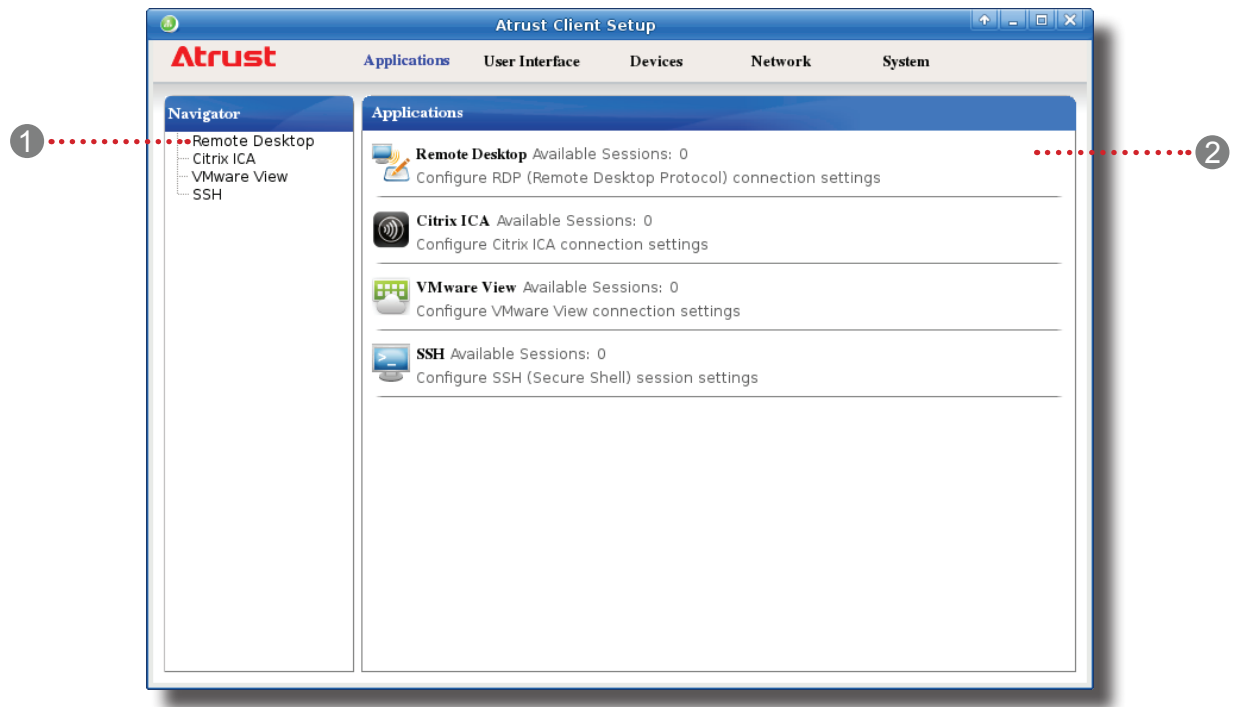 Atrust Client Setup
Atrust
Applications User Interface Devices Network System
Navigator
Remote Desktop
Citrix ICA
VMware View
SSH
Applications
Remote Desktop Available Sessions: 0
Configure RDP (Remote Desktop Protocol) connection settings
Citrix ICA Available Sessions: 0
Configure Citrix ICA connection settings
VMware View Available Sessions: 0
Configure VMware View connection settings
SSH Available Sessions: 0
Configure SSH (Secure Shell) session settings
1
2